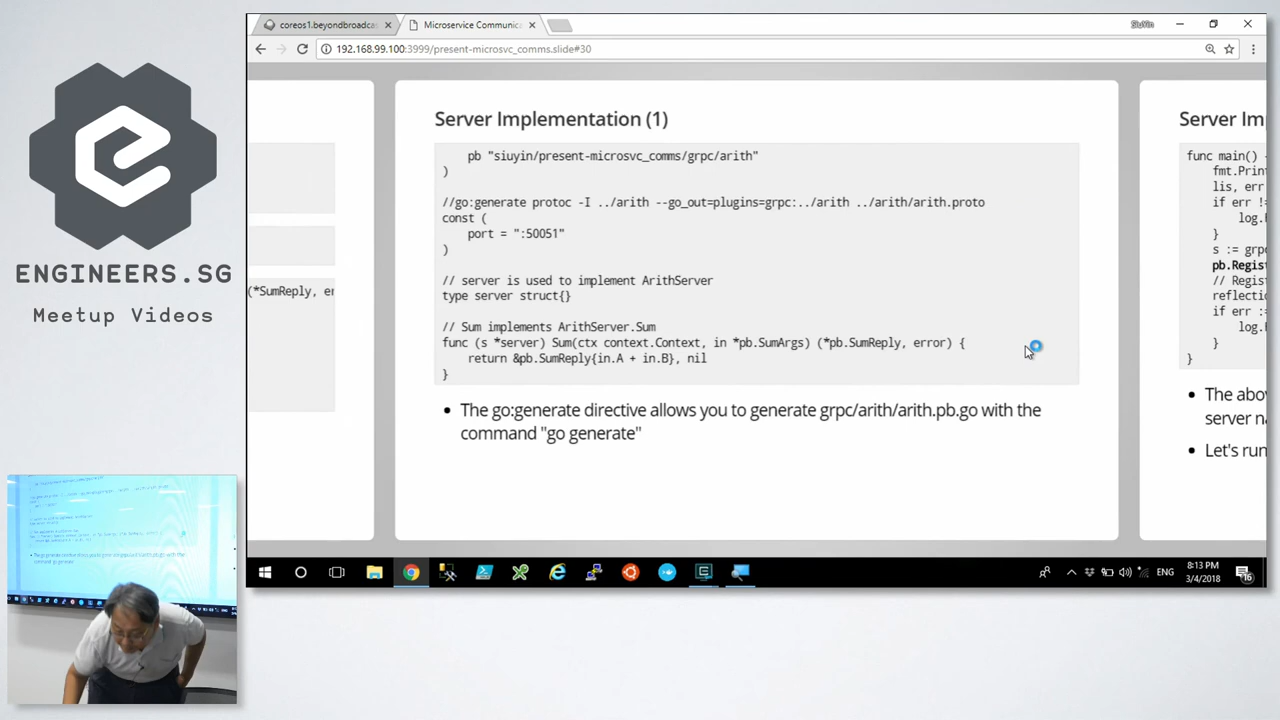 coreos1.beyondbroadca
Microservice Communica
SiuYin
192.168.99.100:3999/present-microsvc_comms.slide#30
Server Implementation (1)
pb "siuyin/present-microsvc_comms/grpc/arith"
)
//go:generate protoc -I ../arith --go_out=plugins=grpc:../arith ../arith/arith.proto
const (
port = ":50051"
)
// server is used to implement ArithServer
type server struct{}
// Sum implements ArithServer.Sum
func (s *server) Sum(ctx context.Context, in *pb.SumArgs) (*pb.SumReply, error) {
return &pb.SumReply{in.A + in.B}, nil
}
• The go:generate directive allows you to generate grpc/arith/arith.pb.go with the
command "go generate"
(*SumReply, er
Server Im
func main()
fmt.Prin
lis, err
if err !=
log.
}
s := grp
pb.Regist
// Regis
reflectio
if err :=
log.
}
}
• The abov
server na
• Let's run
ENGINEERS.SG
Meetup Videos
ENG
8:13 PM
3/4/2018
16